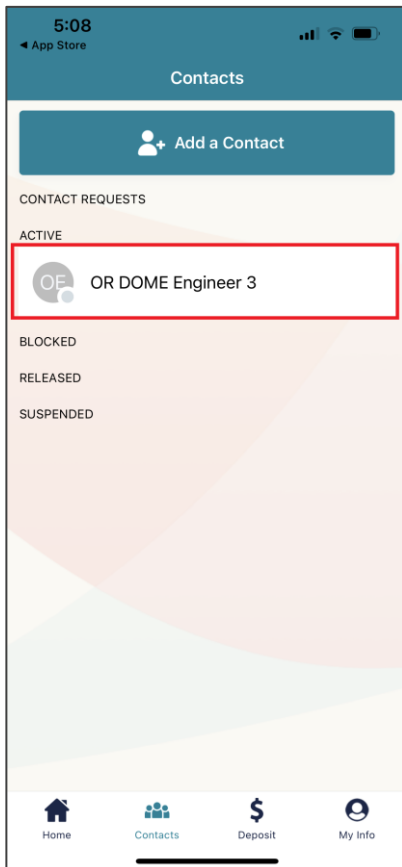 5:08
◀ App Store
Contacts
Add a Contact
CONTACT REQUESTS
ACTIVE
OE OR DOME Engineer 3
BLOCKED
RELEASED
SUSPENDED
Home Contacts Deposit My Info